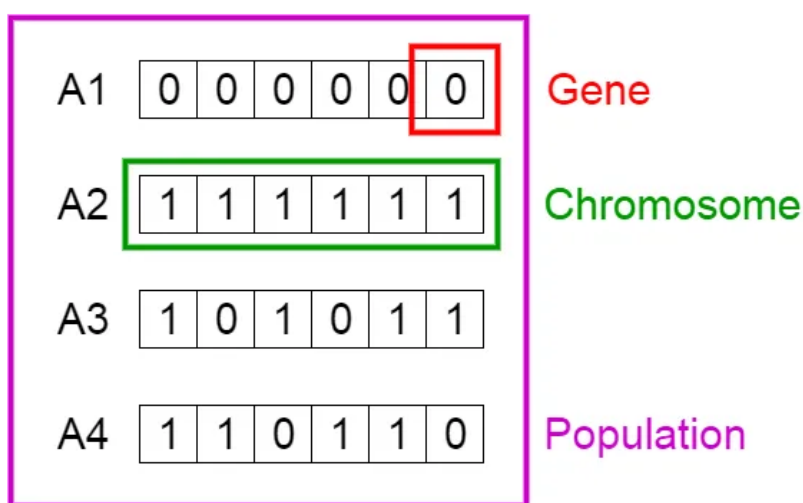 A1 0 0 0 0 0 0 Gene
A2 1 1 1 1 1 1 Chromosome
A3 1 0 1 0 1 1
A4 1 1 0 1 1 0 Population